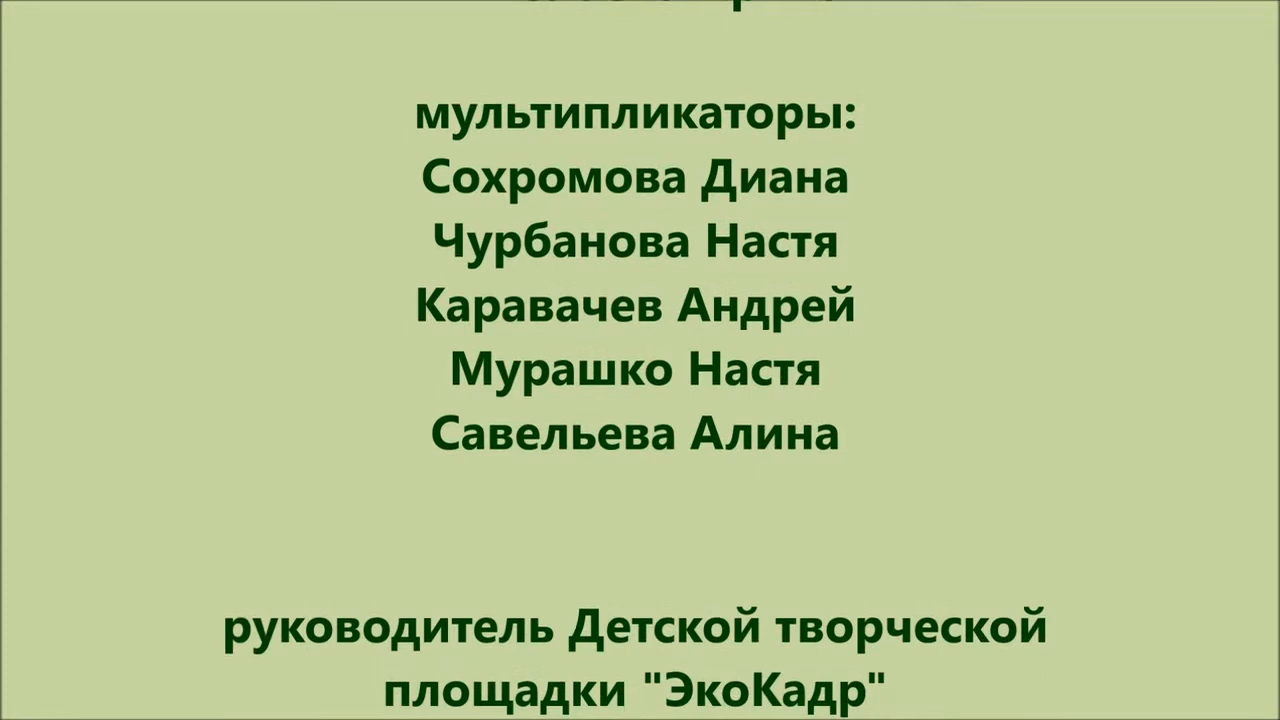 мультипликаторы:
Сохромова Диана
Чурбанова Настя
Каравачев Андрей
Мурашко Настя
Савельева Алина
руководитель Детской творческой
площадки "ЭкоКадр"